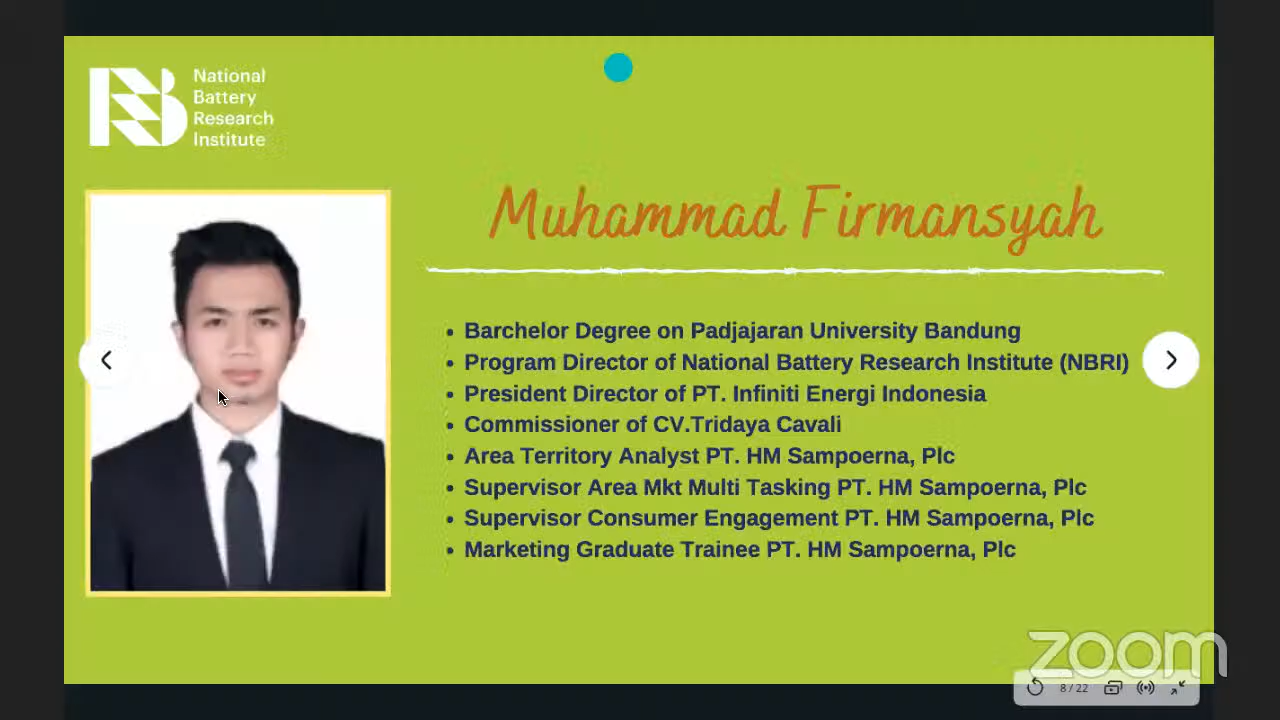 National
Battery
Research
Institute
Muhammad Firmansyah
• Barchelor Degree on Padjajaran University Bandung
• Program Director of National Battery Research Institute (NBRI)
• President Director of PT. Infiniti Energi Indonesia
• Commissioner of CV.Tridaya Cavali
• Area Territory Analyst PT. HM Sampoerna, Plc
• Supervisor Area Mkt Multi Tasking PT. HM Sampoerna, Plc
• Supervisor Consumer Engagement PT. HM Sampoerna, Plc
• Marketing Graduate Trainee PT. HM Sampoerna, Plc
zoom
8 / 22